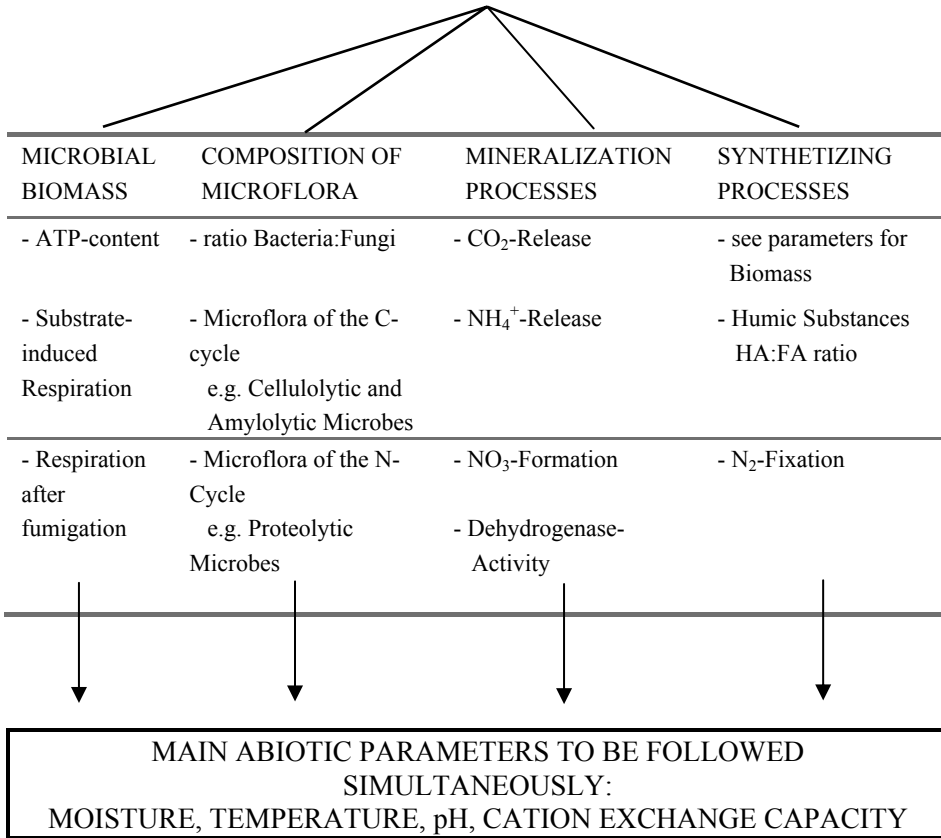 MICROBIAL
BIOMASS
COMPOSITION OF
MICROFLORA
MINERALIZATION
PROCESSES
SYNTHETIZING
PROCESSES
- ATP-content
- ratio Bacteria:Fungi
- CO₂-Release
- see parameters for
Biomass
- Substrate-
induced
Respiration
- Microflora of the C-
cycle
e.g. Cellulolytic and
Amylolytic Microbes
- NH₄⁺-Release
- Humic Substances
HA:FA ratio
- Respiration
after
fumigation
- Microflora of the N-
Cycle
e.g. Proteolytic
Microbes
- NO₃-Formation
- Dehydrogenase-
Activity
- N₂-Fixation
MAIN ABIOTIC PARAMETERS TO BE FOLLOWED
SIMULTANEOUSLY:
MOISTURE, TEMPERATURE, pH, CATION EXCHANGE CAPACITY